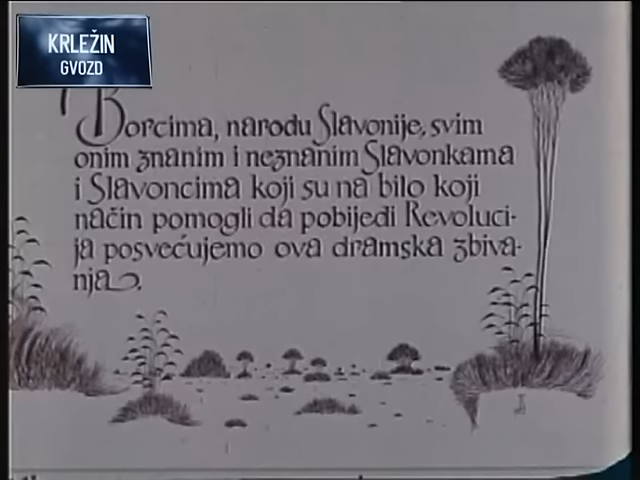 KRLEŽIN
GVOZD
Borcima, narodu Slavonije, svim
onim znanim i neznanim Slavonkama
i Slavoncima koji su na bilo koji
način pomogli da pobijedi Revoluci-
ja posvećujemo ova dramska zbiva-
nja.